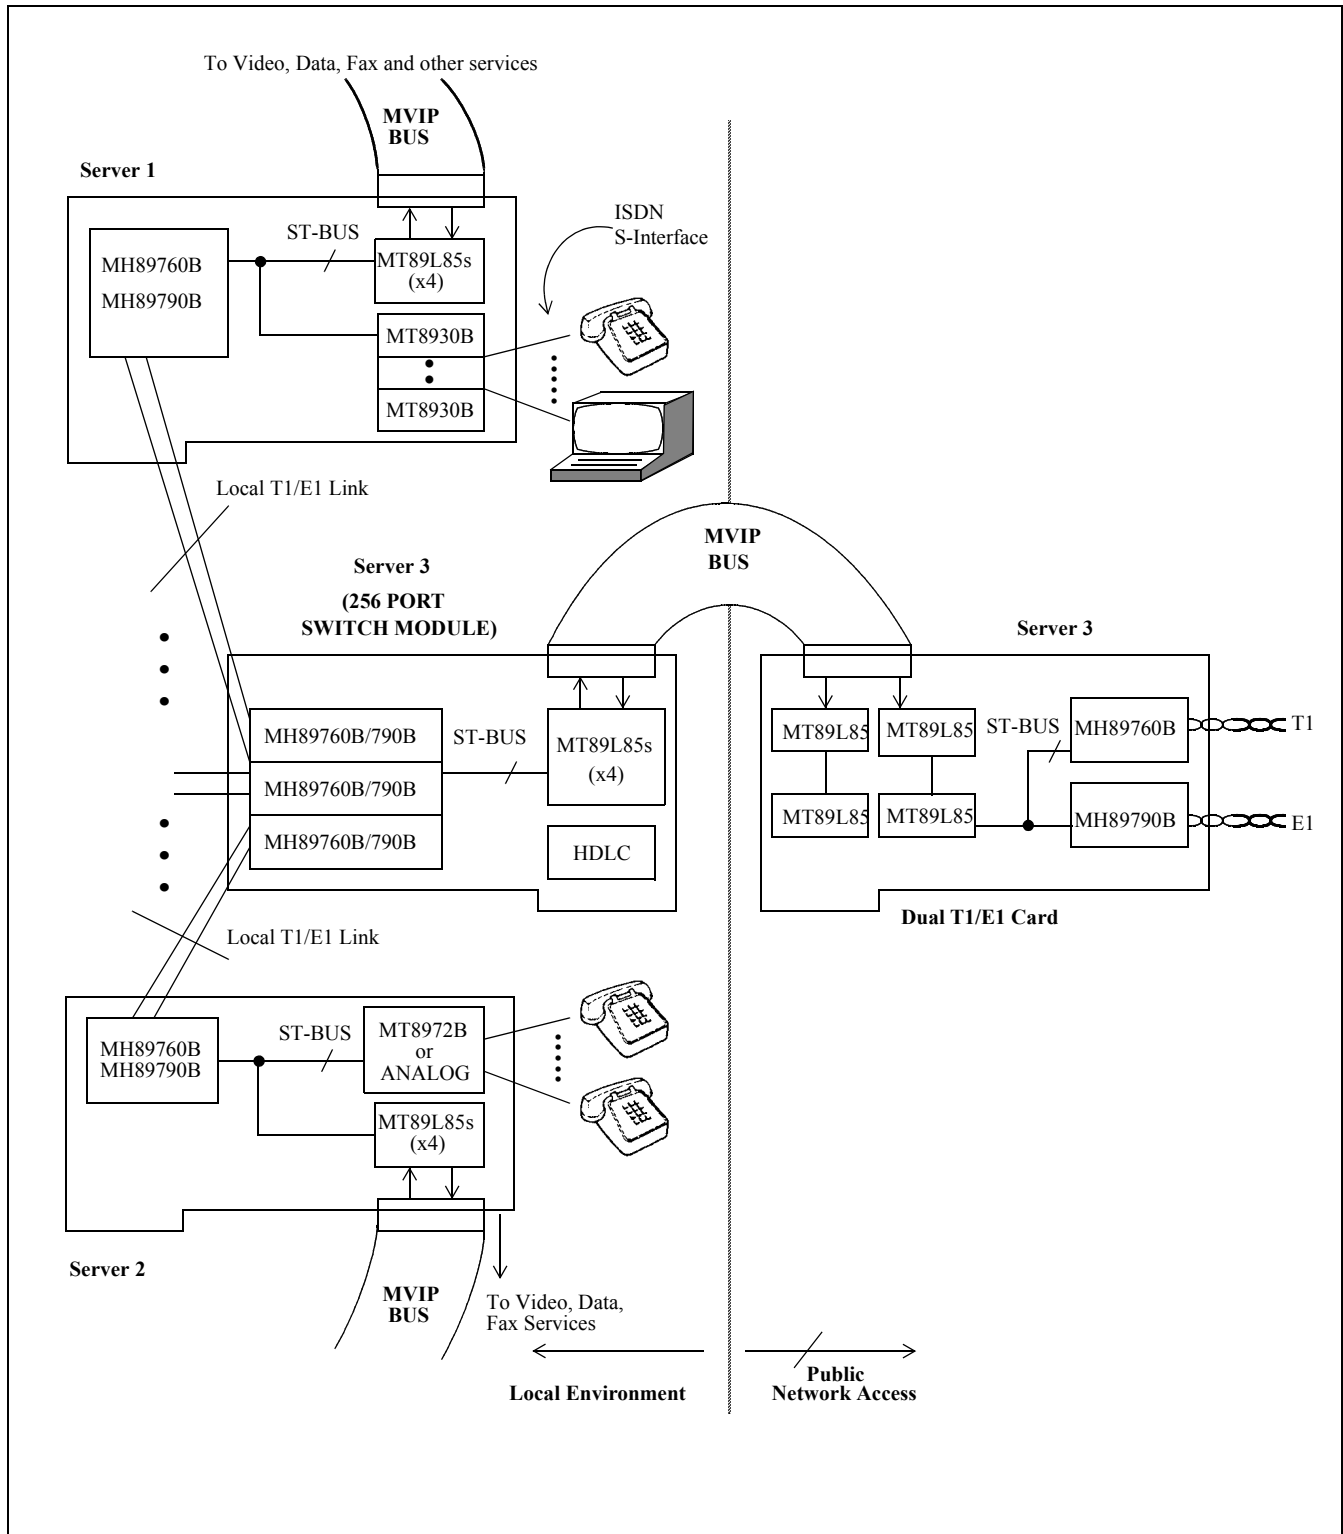 To Video, Data, Fax and other services
MVIP
BUS
Server 1
ISDN
S-Interface
ST-BUS
MH89760B
MH89790B
MT89L85s
(x4)
MT8930B
MT8930B
Local T1/E1 Link
MVIP
BUS
Server 3
(256 PORT
SWITCH MODULE)
Server 3
MH89760B/790B
MH89760B/790B
MH89760B/790B
ST-BUS
MT89L85s
(x4)
HDLC
MT89L85
MT89L85
MT89L85
MT89L85
ST-BUS
MH89760B
MH89790B
T1
E1
Dual T1/E1 Card
Local T1/E1 Link
MH89760B
MH89790B
ST-BUS
MT8972B
or
ANALOG
MT89L85s
(x4)
Server 2
MVIP
BUS
To Video, Data,
Fax Services
Local Environment
Public
Network Access